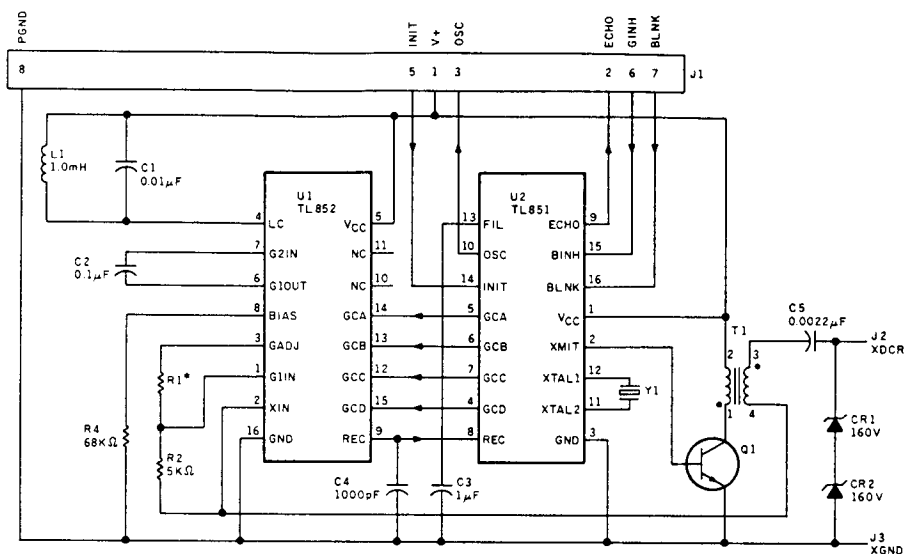 PGND
INIT
V+
OSC
ECHO
GINH
BLNK
8
5
1
3
2
6
7
J1
L1
1.0mH
C1
0.01µF
U1
TL852
U2
TL851
4
LC
VCC
5
13
FIL
ECHO
9
7
G2IN
NC
11
10
OSC
BINH
15
C2
0.1µF
6
G1OUT
NC
10
14
INIT
BLNK
16
8
BIAS
GCA
14
5
GCA
VCC
1
3
GADJ
GCB
13
6
GCB
XMIT
2
1
G1IN
GCC
12
7
GCC
XTAL1
12
2
XIN
GCD
15
4
GCD
XTAL2
11
Y1
16
GND
REC
9
8
REC
GND
3
R1*
R4
68KΩ
R2
5KΩ
C4
1000pF
C3
1µF
C5
0.0022µF
T1
2
3
1
4
Q1
J2
XDCR
CR1
160V
CR2
160V
J3
XGND